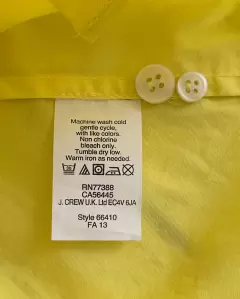 Machine wash cold
gentle cycle,
with like colors.
Non chlorine
bleach only.
Tumble dry low.
Warm iron as needed.
RN77388
CA56445
J. CREW U.K. Ltd EC4V 6JA
Style 66410
FA 13